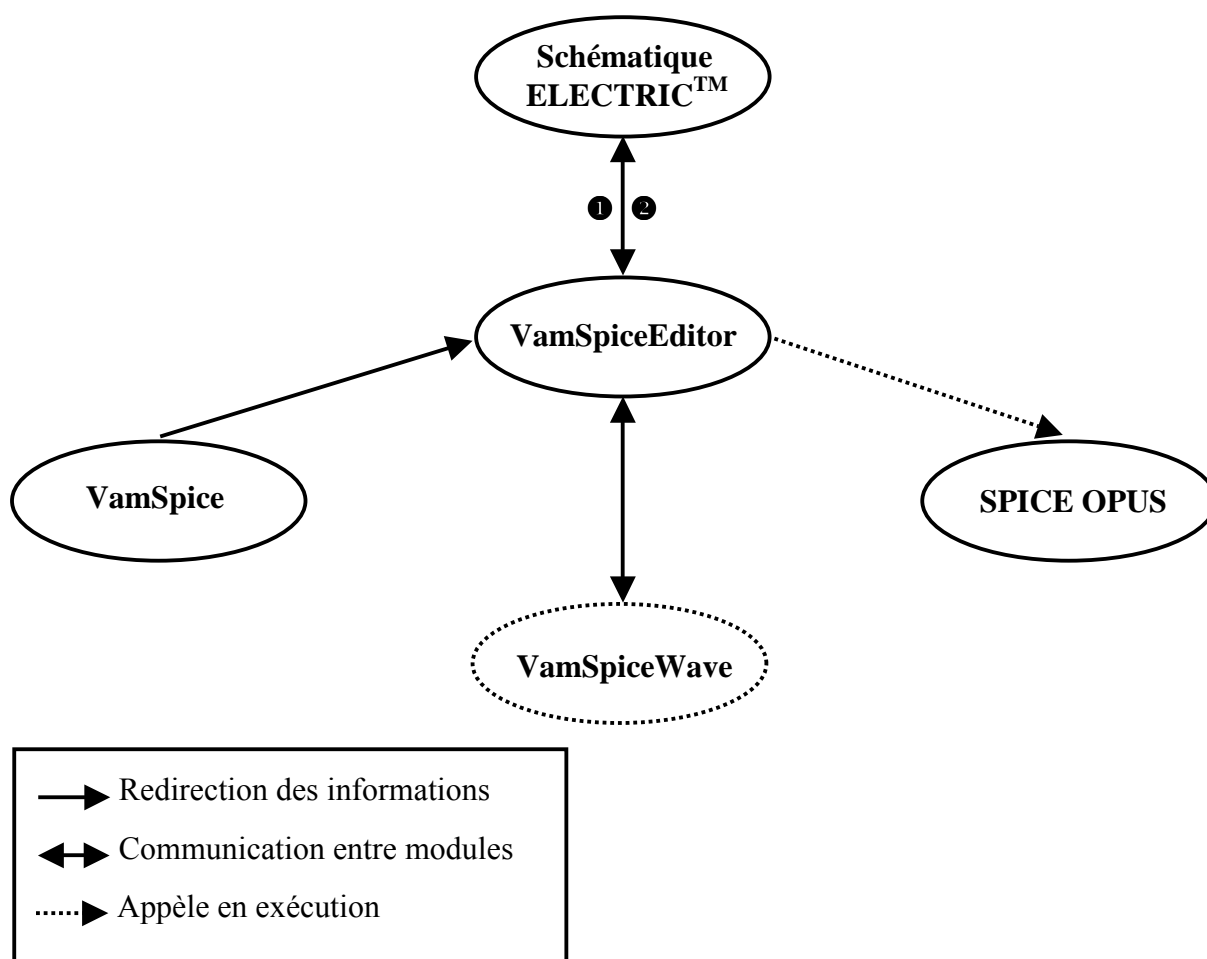 Schématique
ELECTRIC™
❶ ❷
VamSpiceEditor
VamSpice
SPICE OPUS
VamSpiceWave
Redirection des informations
Communication entre modules
Appèle en exécution